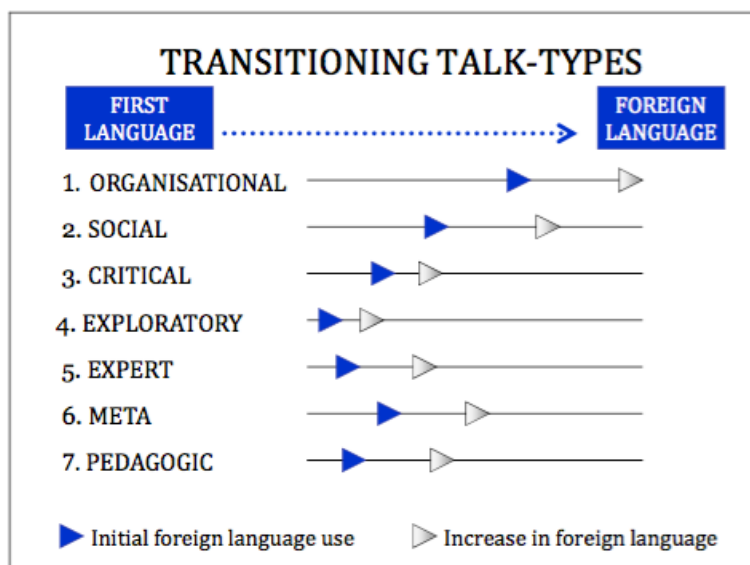 TRANSITIONING TALK-TYPES
FIRST
LANGUAGE
FOREIGN
LANGUAGE
1. ORGANISATIONAL
2. SOCIAL
3. CRITICAL
4. EXPLORATORY
5. EXPERT
6. META
7. PEDAGOGIC
Initial foreign language use
Increase in foreign language